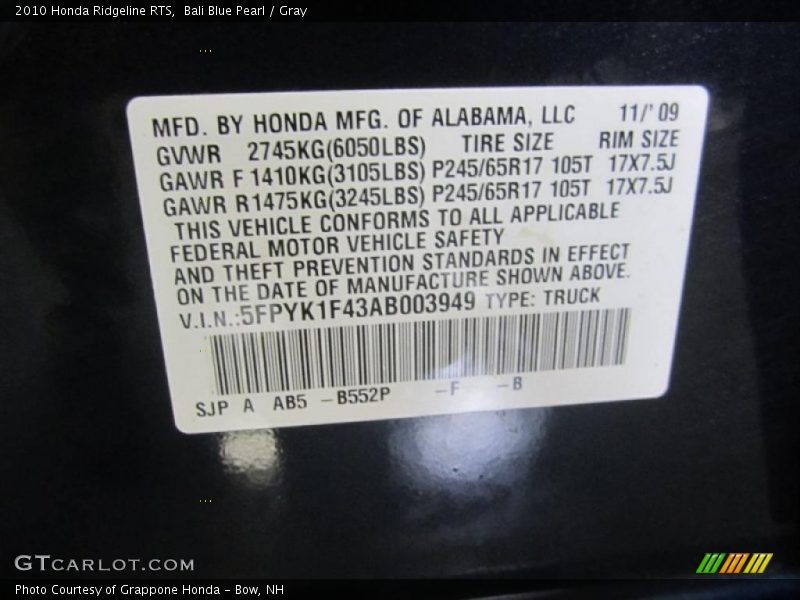 2010 Honda Ridgeline RTS,  Bali Blue Pearl / Gray
MFD. BY HONDA MFG. OF ALABAMA, LLC 11/'09
GVWR 2745KG(6050LBS) TIRE SIZE RIM SIZE
GAWR F 1410KG(3105LBS) P245/65R17 105T 17X7.5J
GAWR R 1475KG(3245LBS) P245/65R17 105T 17X7.5J
THIS VEHICLE CONFORMS TO ALL APPLICABLE
FEDERAL MOTOR VEHICLE SAFETY
AND THEFT PREVENTION STANDARDS IN EFFECT
ON THE DATE OF MANUFACTURE SHOWN ABOVE.
V.I.N.:5FPYK1F43AB003949 TYPE: TRUCK
SJP A AB5 -B552P -F -B
GTCARLOT.COM
Photo Courtesy of Grappone Honda - Bow, NH